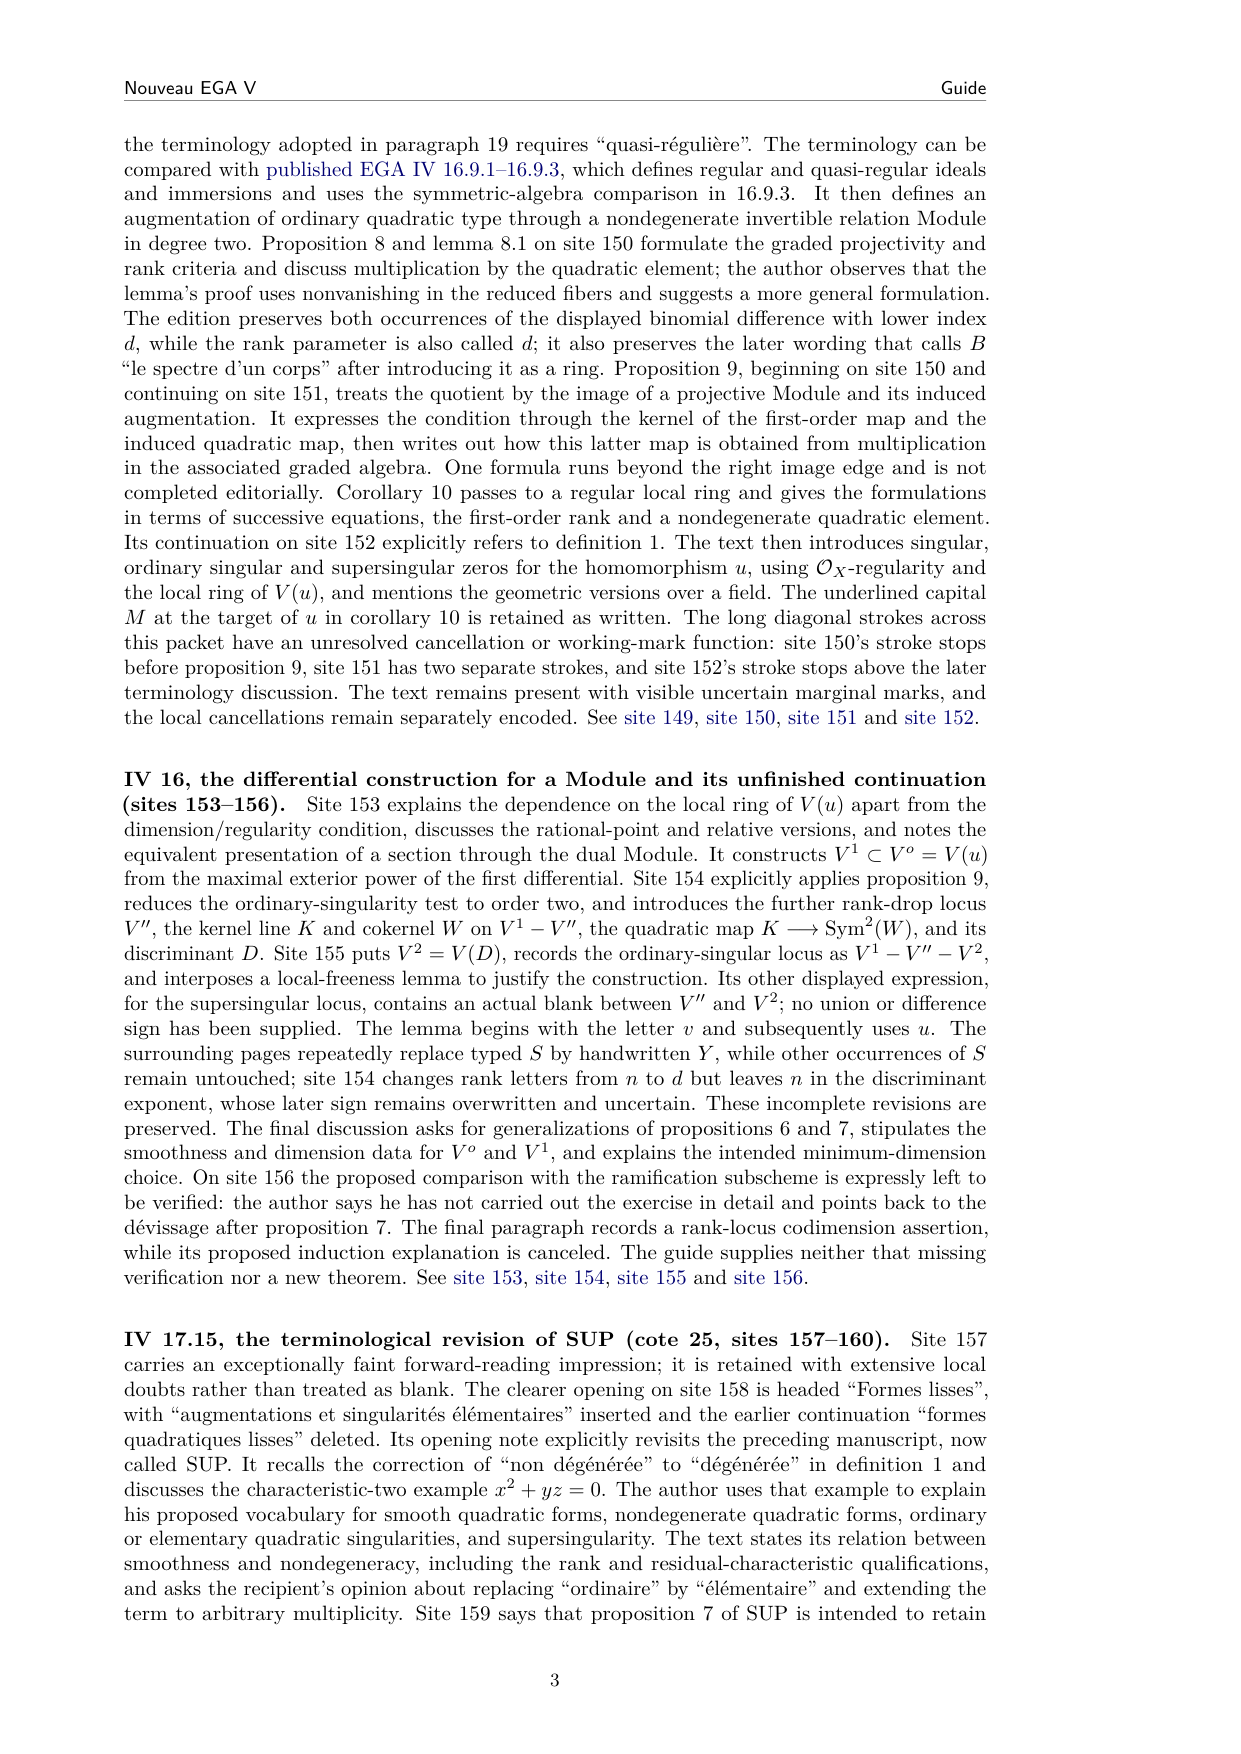 Nouveau EGA V Guide
the terminology adopted in paragraph 19 requires “quasi-régulière”. The terminology can be
compared with published EGA IV 16.9.1–16.9.3, which defines regular and quasi-regular ideals
and immersions and uses the symmetric-algebra comparison in 16.9.3. It then defines an
augmentation of ordinary quadratic type through a nondegenerate invertible relation Module
in degree two. Proposition 8 and lemma 8.1 on site 150 formulate the graded projectivity and
rank criteria and discuss multiplication by the quadratic element; the author observes that the
lemma’s proof uses nonvanishing in the reduced fibers and suggests a more general formulation.
The edition preserves both occurrences of the displayed binomial difference with lower index
d, while the rank parameter is also called d; it also preserves the later wording that calls B
“le spectre d’un corps” after introducing it as a ring. Proposition 9, beginning on site 150 and
continuing on site 151, treats the quotient by the image of a projective Module and its induced
augmentation. It expresses the condition through the kernel of the first-order map and the
induced quadratic map, then writes out how this latter map is obtained from multiplication
in the associated graded algebra. One formula runs beyond the right image edge and is not
completed editorially. Corollary 10 passes to a regular local ring and gives the formulations
in terms of successive equations, the first-order rank and a nondegenerate quadratic element.
Its continuation on site 152 explicitly refers to definition 1. The text then introduces singular,
ordinary singular and supersingular zeros for the homomorphism u, using 𝒪_X-regularity and
the local ring of V(u), and mentions the geometric versions over a field. The underlined capital
M at the target of u in corollary 10 is retained as written. The long diagonal strokes across
this packet have an unresolved cancellation or working-mark function: site 150’s stroke stops
before proposition 9, site 151 has two separate strokes, and site 152’s stroke stops above the later
terminology discussion. The text remains present with visible uncertain marginal marks, and
the local cancellations remain separately encoded. See site 149, site 150, site 151 and site 152.
IV 16, the differential construction for a Module and its unfinished continuation
(sites 153–156). Site 153 explains the dependence on the local ring of V(u) apart from the
dimension/regularity condition, discusses the rational-point and relative versions, and notes the
equivalent presentation of a section through the dual Module. It constructs V¹ ⊂ Vᵒ = V(u)
from the maximal exterior power of the first differential. Site 154 explicitly applies proposition 9,
reduces the ordinary-singularity test to order two, and introduces the further rank-drop locus
V″, the kernel line K and cokernel W on V¹ − V″, the quadratic map K ⟶ Sym²(W), and its
discriminant D. Site 155 puts V² = V(D), records the ordinary-singular locus as V¹ − V″ − V²,
and interposes a local-freeness lemma to justify the construction. Its other displayed expression,
for the supersingular locus, contains an actual blank between V″ and V²; no union or difference
sign has been supplied. The lemma begins with the letter v and subsequently uses u. The
surrounding pages repeatedly replace typed S by handwritten Y, while other occurrences of S
remain untouched; site 154 changes rank letters from n to d but leaves n in the discriminant
exponent, whose later sign remains overwritten and uncertain. These incomplete revisions are
preserved. The final discussion asks for generalizations of propositions 6 and 7, stipulates the
smoothness and dimension data for Vᵒ and V¹, and explains the intended minimum-dimension
choice. On site 156 the proposed comparison with the ramification subscheme is expressly left to
be verified: the author says he has not carried out the exercise in detail and points back to the
dévissage after proposition 7. The final paragraph records a rank-locus codimension assertion,
while its proposed induction explanation is canceled. The guide supplies neither that missing
verification nor a new theorem. See site 153, site 154, site 155 and site 156.
IV 17.15, the terminological revision of SUP (cote 25, sites 157–160). Site 157
carries an exceptionally faint forward-reading impression; it is retained with extensive local
doubts rather than treated as blank. The clearer opening on site 158 is headed “Formes lisses”,
with “augmentations et singularités élémentaires” inserted and the earlier continuation “formes
quadratiques lisses” deleted. Its opening note explicitly revisits the preceding manuscript, now
called SUP. It recalls the correction of “non dégénérée” to “dégénérée” in definition 1 and
discusses the characteristic-two example x² + yz = 0. The author uses that example to explain
his proposed vocabulary for smooth quadratic forms, nondegenerate quadratic forms, ordinary
or elementary quadratic singularities, and supersingularity. The text states its relation between
smoothness and nondegeneracy, including the rank and residual-characteristic qualifications,
and asks the recipient’s opinion about replacing “ordinaire” by “élémentaire” and extending the
term to arbitrary multiplicity. Site 159 says that proposition 7 of SUP is intended to retain
3